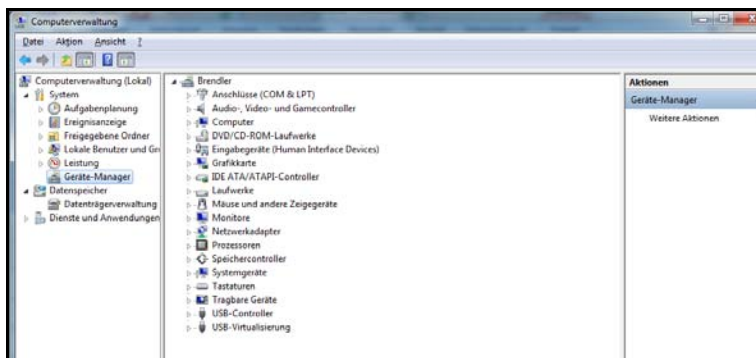 Computerverwaltung
Datei Aktion Ansicht ?
Computerverwaltung (Lokal)
System
Aufgabenplanung
Ereignisanzeige
Freigegebene Ordner
Lokale Benutzer und Gr
Leistung
Geräte-Manager
Datenspeicher
Datenträgerverwaltung
Dienste und Anwendungen
Brendler
Anschlüsse (COM & LPT)
Audio-, Video- und Gamecontroller
Computer
DVD/CD-ROM-Laufwerke
Eingabegeräte (Human Interface Devices)
Grafikkarte
IDE ATA/ATAPI-Controller
Laufwerke
Mäuse und andere Zeigegeräte
Monitore
Netzwerkadapter
Prozessoren
Speichercontroller
Systemgeräte
Tastaturen
Tragbare Geräte
USB-Controller
USB-Virtualisierung
Aktionen
Geräte-Manager
Weitere Aktionen